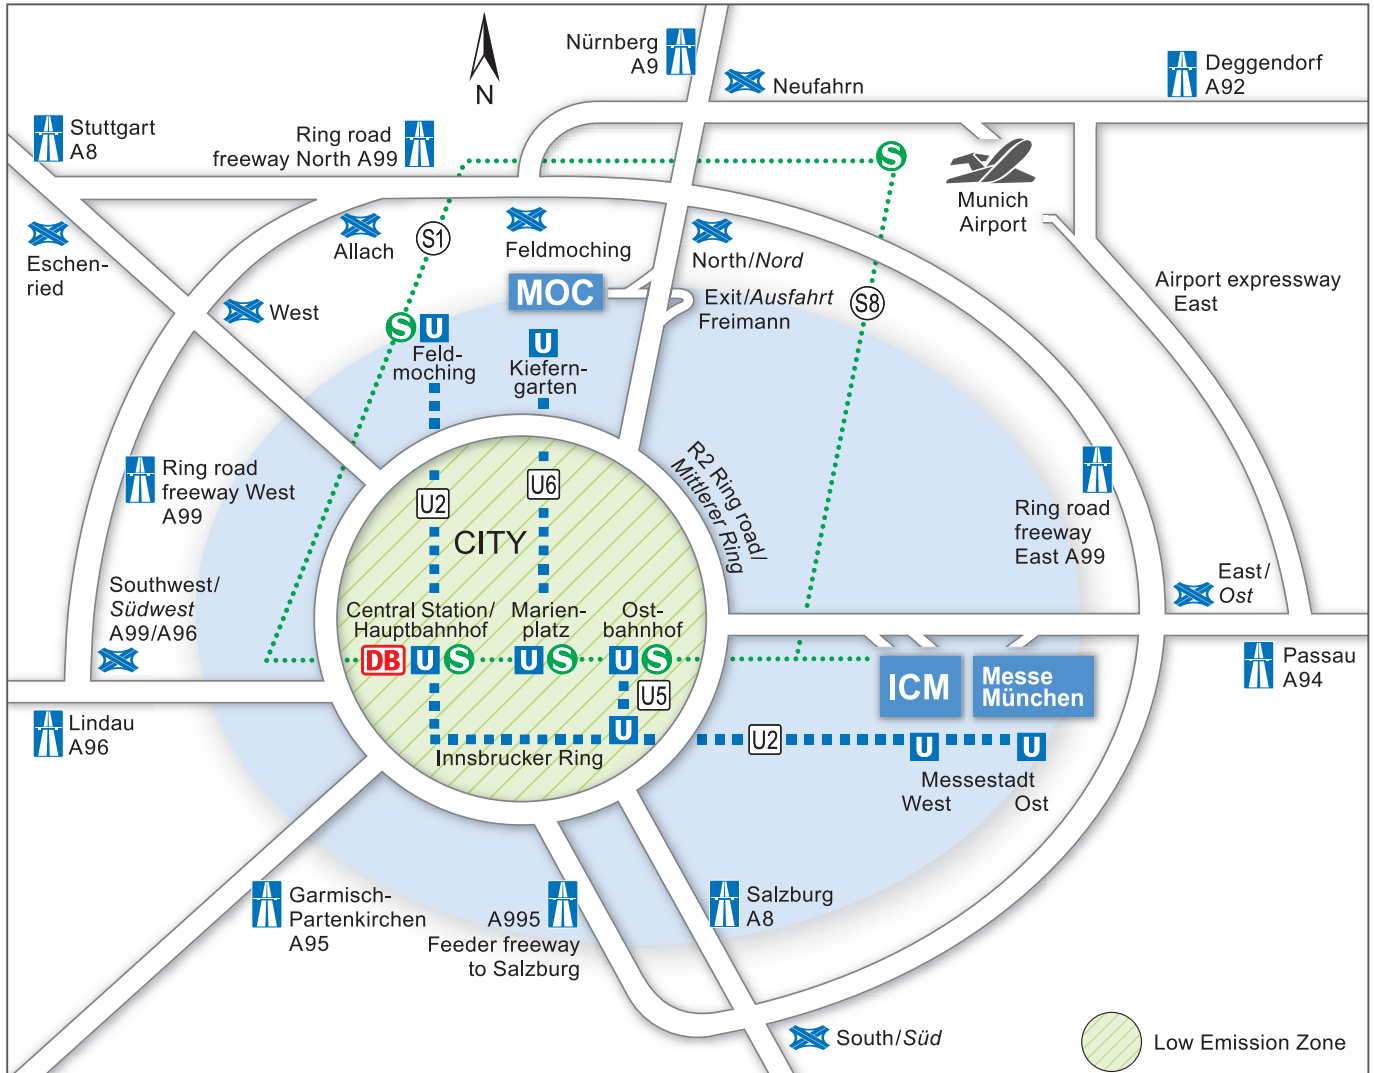 Nürnberg
A9
N
Neufahrn
Deggendorf
A92
Stuttgart
A8
Ring road
freeway North A99
S
Munich
Airport
Eschen-
ried
Allach
S1
Feldmoching
North/Nord
MOC
Exit/Ausfahrt
Freimann
S8
Airport expressway
East
West
S
U
Feld-
moching
U
Kiefern-
garten
Ring road
freeway West
A99
U2
U6
R2 Ring road/
Mittlerer Ring
Ring road
freeway
East A99
CITY
Southwest/
Südwest
A99/A96
East/
Ost
Central Station/
Hauptbahnhof
Marien-
platz
Ost-
bahnhof
DB
U
S
U
S
U
S
U5
U
ICM
Messe
München
Passau
A94
Lindau
A96
Innsbrucker Ring
U2
U
U
Messestadt
West
Ost
Garmisch-
Partenkirchen
A95
A995
Feeder freeway
to Salzburg
Salzburg
A8
South/Süd
Low Emission Zone